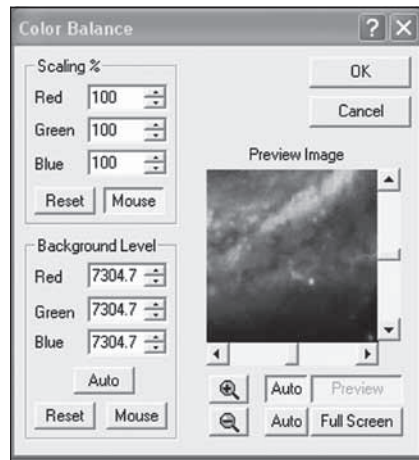 Color Balance
Scaling %
Red 100
Green 100
Blue 100
Reset Mouse
Background Level
Red 7304.7
Green 7304.7
Blue 7304.7
Auto
Reset Mouse
OK
Cancel
Preview Image
Auto Preview
Auto Full Screen